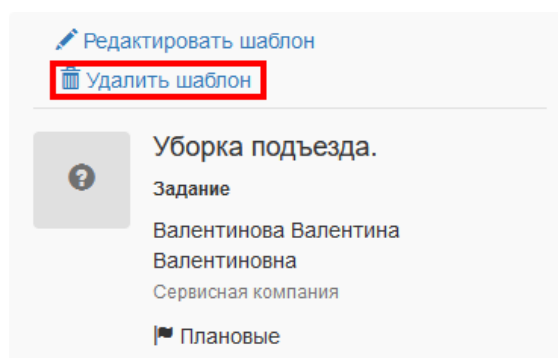 Редактировать шаблон
Удалить шаблон
Уборка подъезда.
Задание
Валентинова Валентина
Валентиновна
Сервисная компания
Плановые